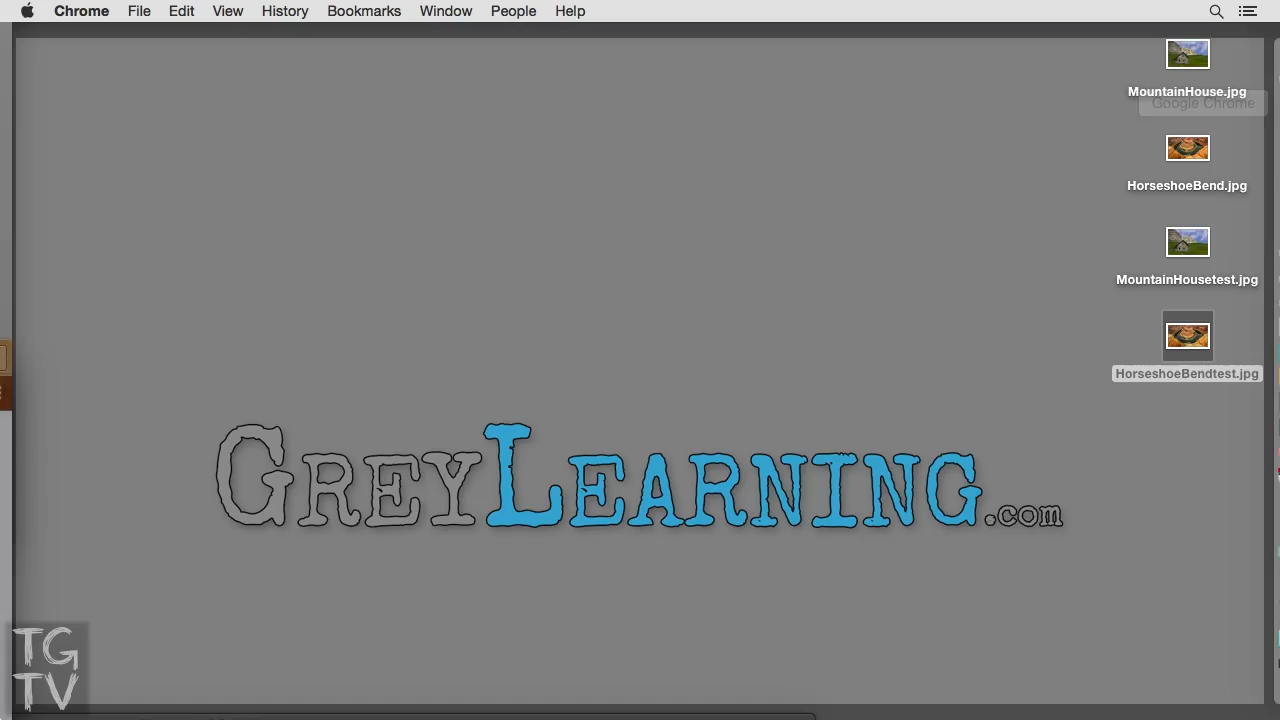 Chrome File Edit View History Bookmarks Window People Help
MountainHouse.jpg
Google Chrome
HorseshoeBend.jpg
MountainHousetest.jpg
HorseshoeBendtest.jpg
GREYLEARNING.com
TG
TV